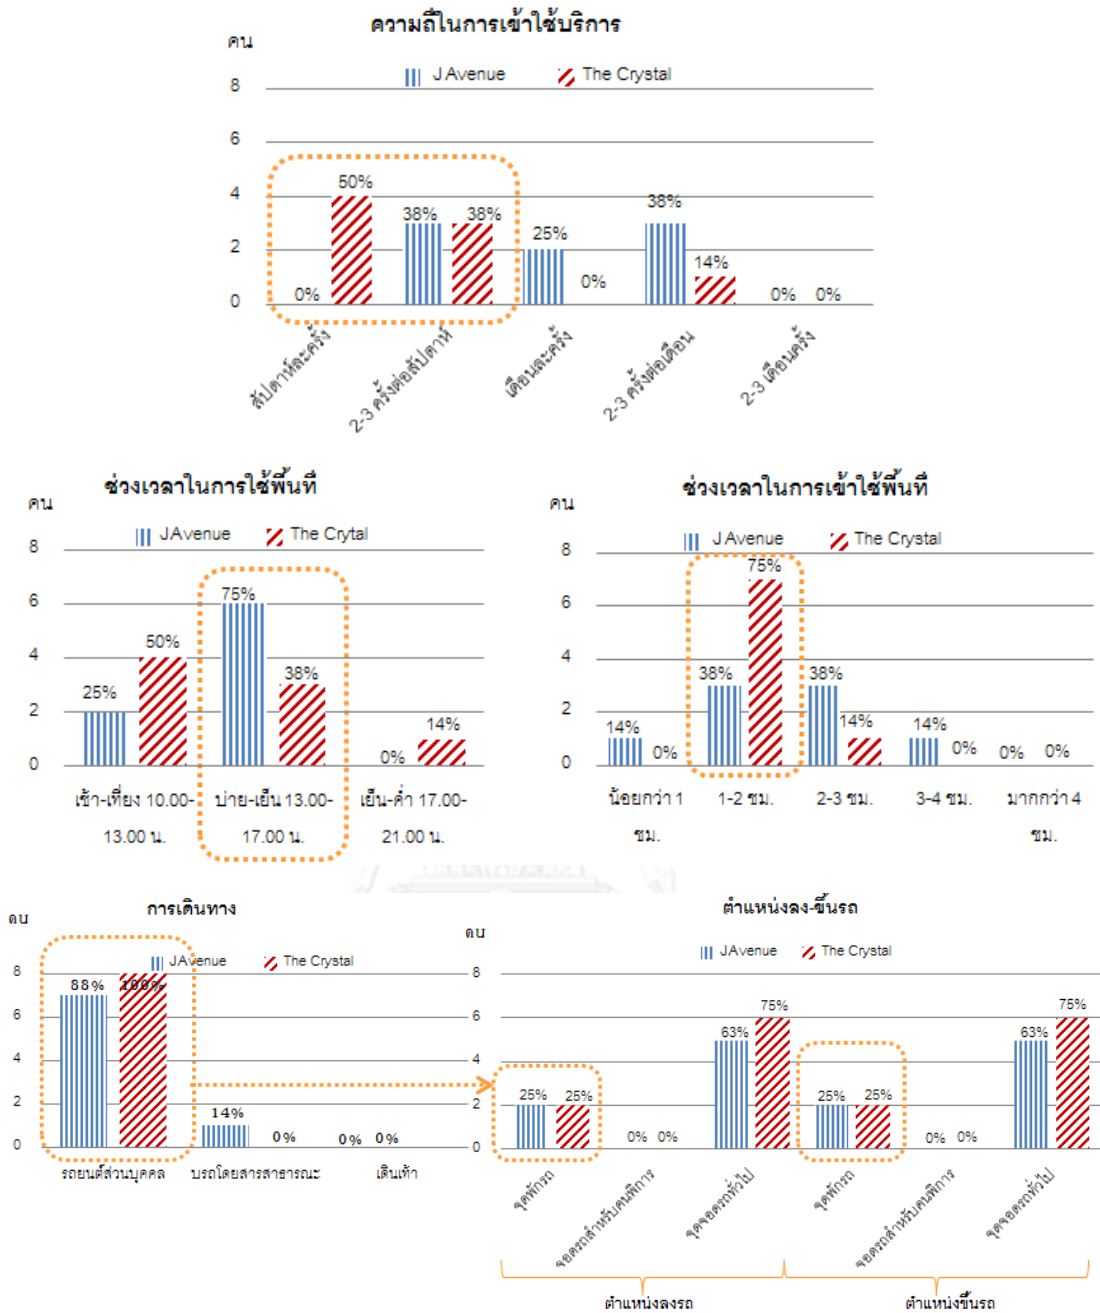 ความถี่ในการเข้าใช้บริการ
คน
J.Avenue The Crystal
8
6
4
2
0
0% 50% 38% 38% 25% 0% 38% 14% 0% 0%
สัปดาห์ละครั้ง
2-3 ครั้งต่อสัปดาห์
เดือนละครั้ง
2-3 ครั้งต่อเดือน
2-3 เดือนครั้ง
ช่วงเวลาในการใช้พื้นที่
คน
J.Avenue The Crytal
8
6
4
2
0
25% 50% 75% 38% 0% 14%
เช้า-เที่ยง 10.00- บ่าย-เย็น 13.00- เย็น-ค่ำ 17.00-
13.00 น. 17.00 น. 21.00 น.
ช่วงเวลาในการเข้าใช้พื้นที่
คน
J.Avenue The Crystal
8
6
4
2
0
14% 0% 38% 75% 38% 14% 14% 0% 0% 0%
น้อยกว่า 1 1-2 ชม. 2-3 ชม. 3-4 ชม. มากกว่า 4
ชม. ชม.
การเดินทาง
คน
J.Avenue The Crystal
8
6
4
2
0
88% 100% 14% 0% 0% 0%
รถยนต์ส่วนบุคคล บรถโดยสารสาธารณะ เดินเท้า
ตำแหน่งลง-ขึ้นรถ
คน
J.Avenue The Crystal
8
6
4
2
0
25% 25% 0% 0% 63% 75% 25% 25% 0% 0% 63% 75%
จุดพักรถ
จอดรถสำหรับคนพิการ
จุดจอดรถทั่วไป
จุดพักรถ
จอดรถสำหรับคนพิการ
จุดจอดรถทั่วไป
ตำแหน่งลงรถ ตำแหน่งขึ้นรถ